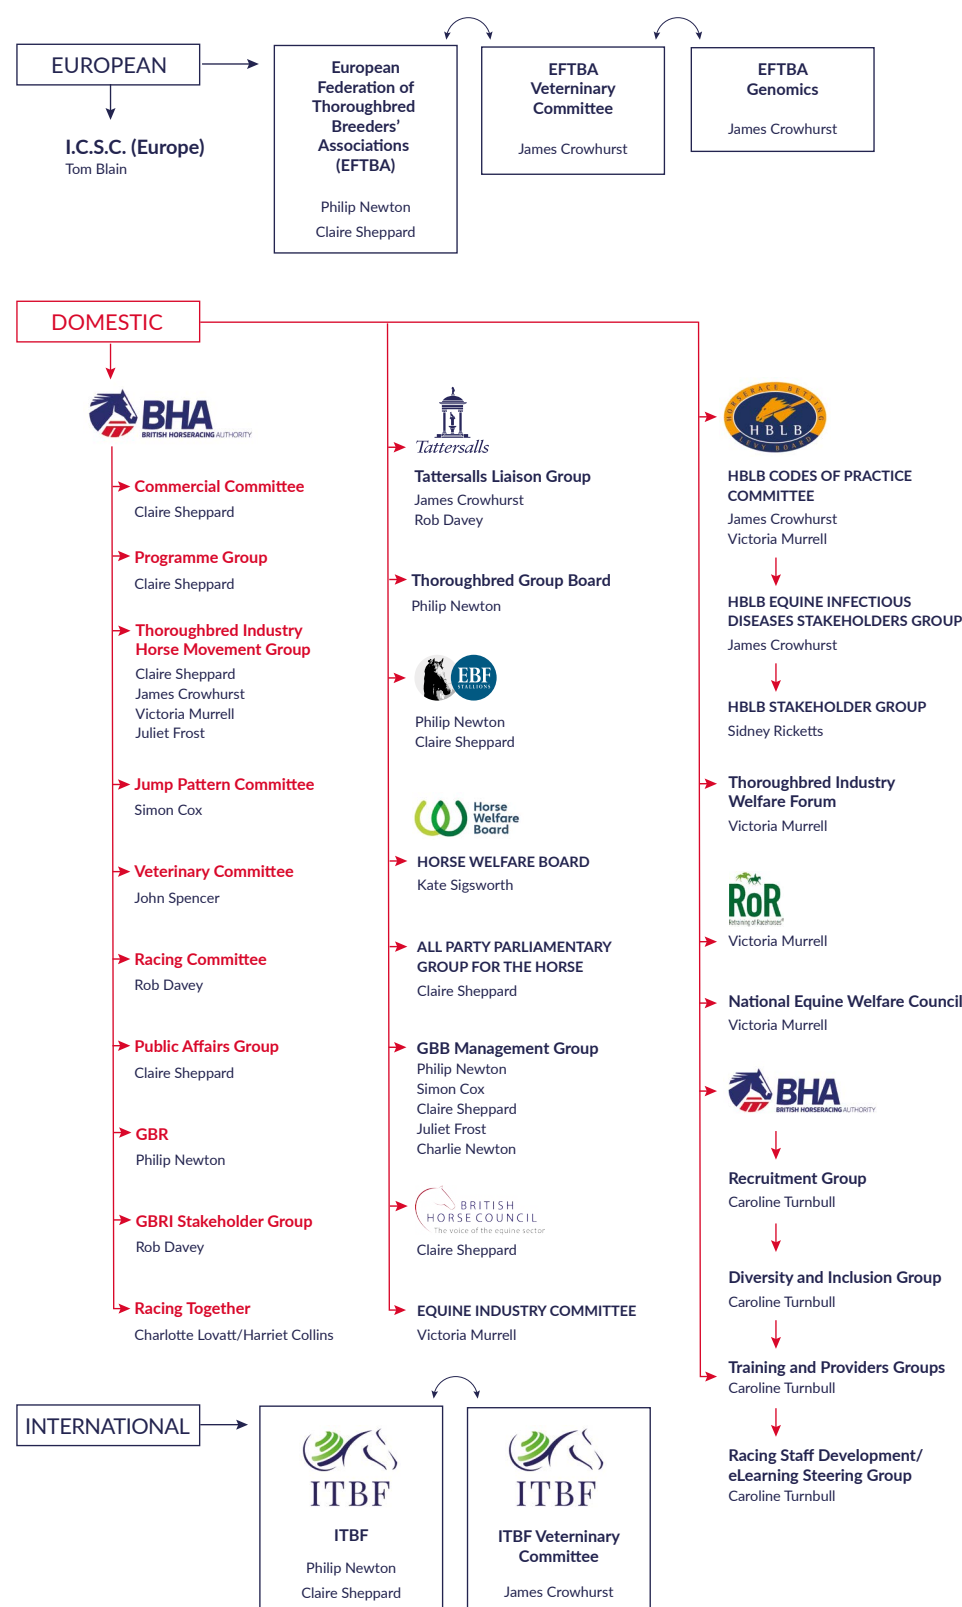 EUROPEAN
I.C.S.C. (Europe)
Tom Blain
European
Federation of
Thoroughbred
Breeders'
Associations
(EFTBA)
Philip Newton
Claire Sheppard
EFTBA
Veterninary
Committee
James Crowhurst
EFTBA
Genomics
James Crowhurst
DOMESTIC
BHA
BRITISH HORSERACING AUTHORITY
Commercial Committee
Claire Sheppard
Programme Group
Claire Sheppard
Thoroughbred Industry
Horse Movement Group
Claire Sheppard
James Crowhurst
Victoria Murrell
Juliet Frost
Jump Pattern Committee
Simon Cox
Veterinary Committee
John Spencer
Racing Committee
Rob Davey
Public Affairs Group
Claire Sheppard
GBR
Philip Newton
GBRI Stakeholder Group
Rob Davey
Racing Together
Charlotte Lovatt/Harriet Collins
Tattersalls
Tattersalls Liaison Group
James Crowhurst
Rob Davey
Thoroughbred Group Board
Philip Newton
EBF
STALLIONS
Philip Newton
Claire Sheppard
Horse
Welfare
Board
HORSE WELFARE BOARD
Kate Sigsworth
ALL PARTY PARLIAMENTARY
GROUP FOR THE HORSE
Claire Sheppard
GBB Management Group
Philip Newton
Simon Cox
Claire Sheppard
Juliet Frost
Charlie Newton
BRITISH
HORSE COUNCIL
The voice of the equine sector
Claire Sheppard
EQUINE INDUSTRY COMMITTEE
Victoria Murrell
HORSERACE BETTING
HBLB
LEVY BOARD
HBLB CODES OF PRACTICE
COMMITTEE
James Crowhurst
Victoria Murrell
HBLB EQUINE INFECTIOUS
DISEASES STAKEHOLDERS GROUP
James Crowhurst
HBLB STAKEHOLDER GROUP
Sidney Ricketts
Thoroughbred Industry
Welfare Forum
Victoria Murrell
RoR
Retraining of Racehorses
Victoria Murrell
National Equine Welfare Council
Victoria Murrell
BHA
BRITISH HORSERACING AUTHORITY
Recruitment Group
Caroline Turnbull
Diversity and Inclusion Group
Caroline Turnbull
Training and Providers Groups
Caroline Turnbull
Racing Staff Development/
eLearning Steering Group
Caroline Turnbull
INTERNATIONAL
ITBF
ITBF
Philip Newton
Claire Sheppard
ITBF
ITBF Veterninary
Committee
James Crowhurst